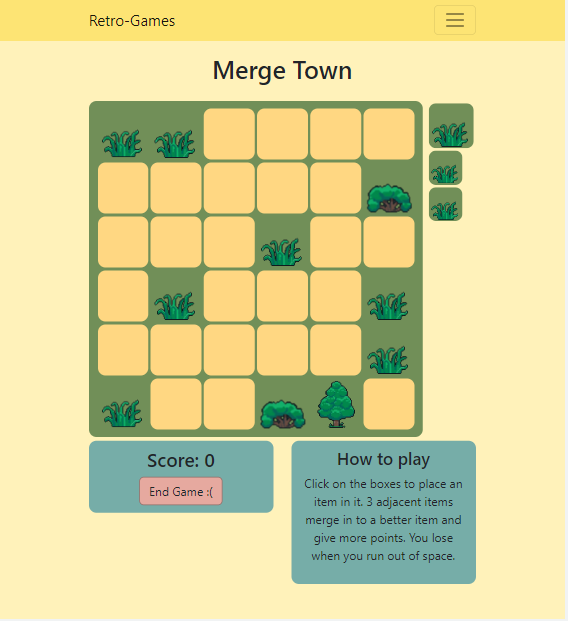 Retro-Games
Merge Town
Score: 0
End Game :(
How to play
Click on the boxes to place an
item in it. 3 adjacent items
merge in to a better item and
give more points. You lose
when you run out of space.